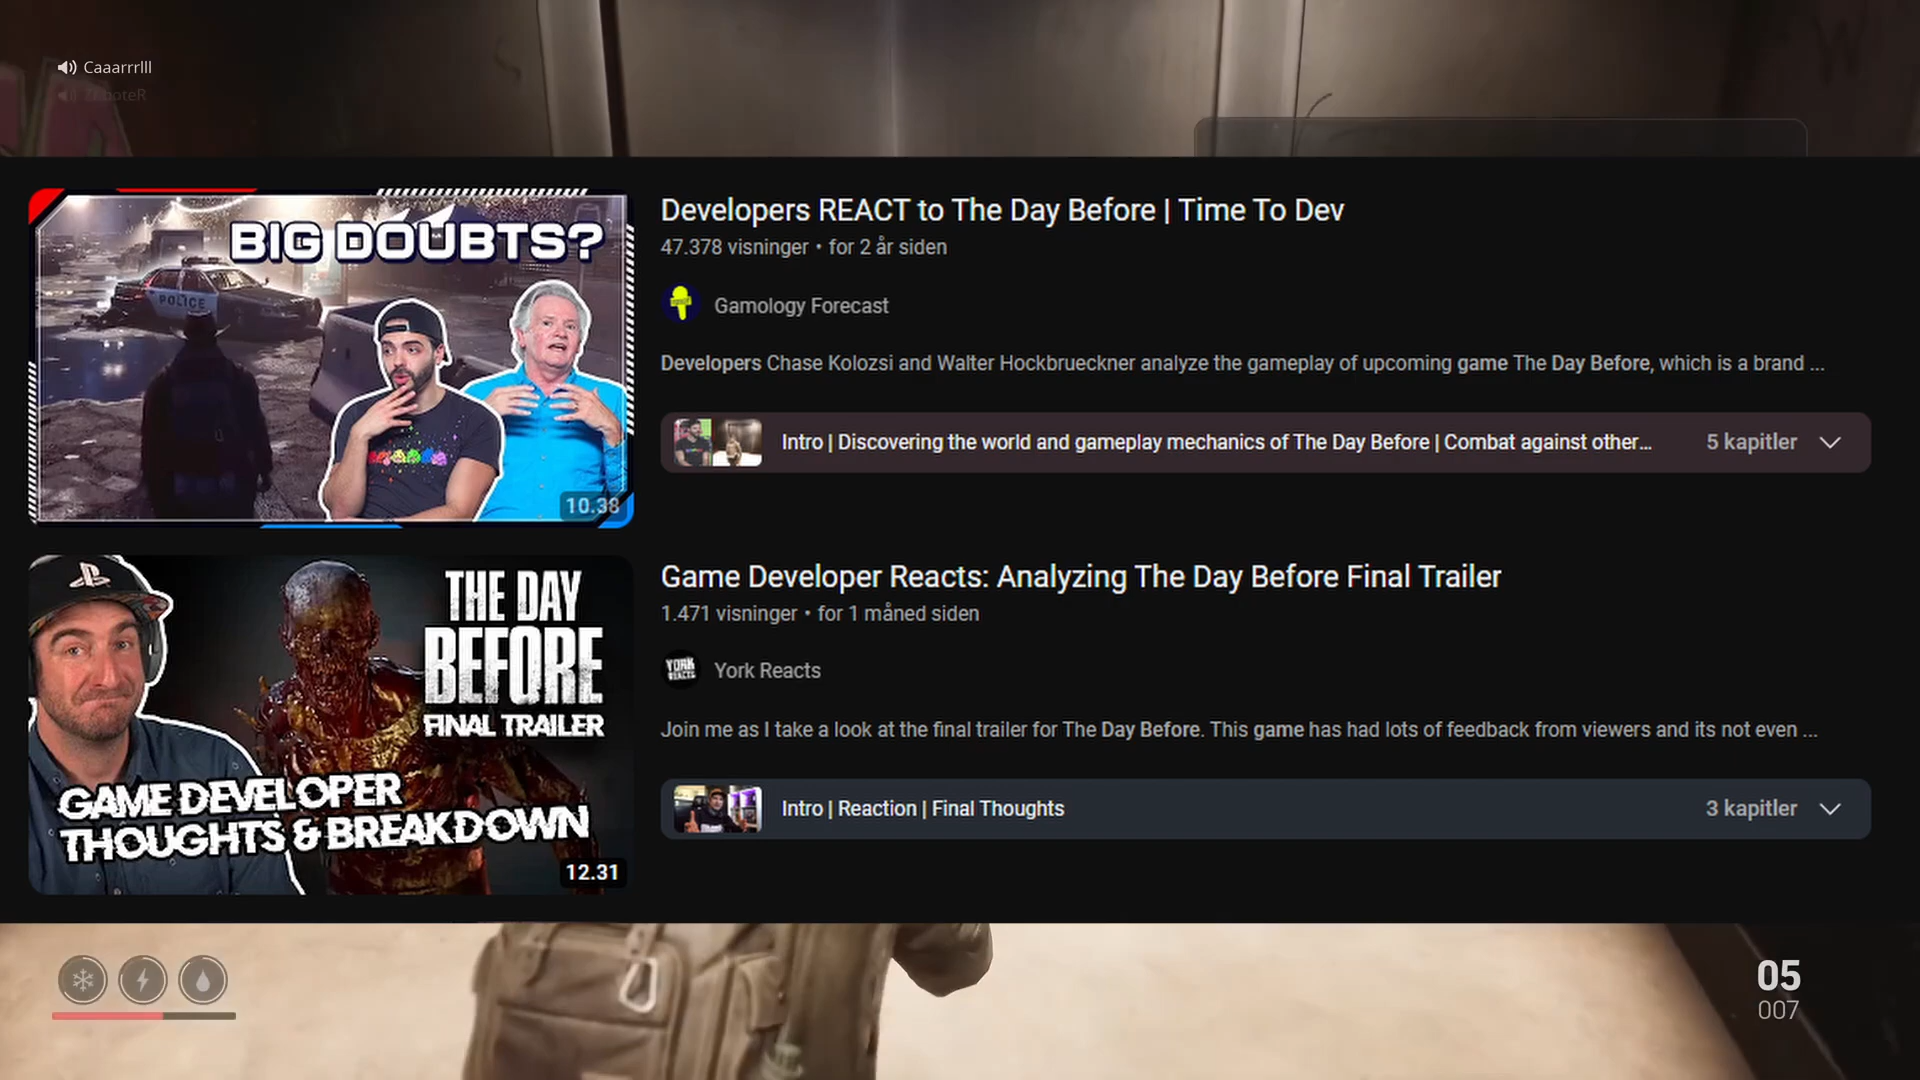 Caaarrrlll
BIG DOUBTS?
POLICE
10.38
Developers REACT to The Day Before | Time To Dev
47.378 visninger • for 2 år siden
Gamology Forecast
Developers Chase Kolozsi and Walter Hockbrueckner analyze the gameplay of upcoming game The Day Before, which is a brand ...
Intro | Discovering the world and gameplay mechanics of The Day Before | Combat against other...
5 kapitler
THE DAY
BEFORE
FINAL TRAILER
GAME DEVELOPER
THOUGHTS & BREAKDOWN
12.31
Game Developer Reacts: Analyzing The Day Before Final Trailer
1.471 visninger • for 1 måned siden
YORK
REACTS
York Reacts
Join me as I take a look at the final trailer for The Day Before. This game has had lots of feedback from viewers and its not even ...
Intro | Reaction | Final Thoughts
3 kapitler
05
007